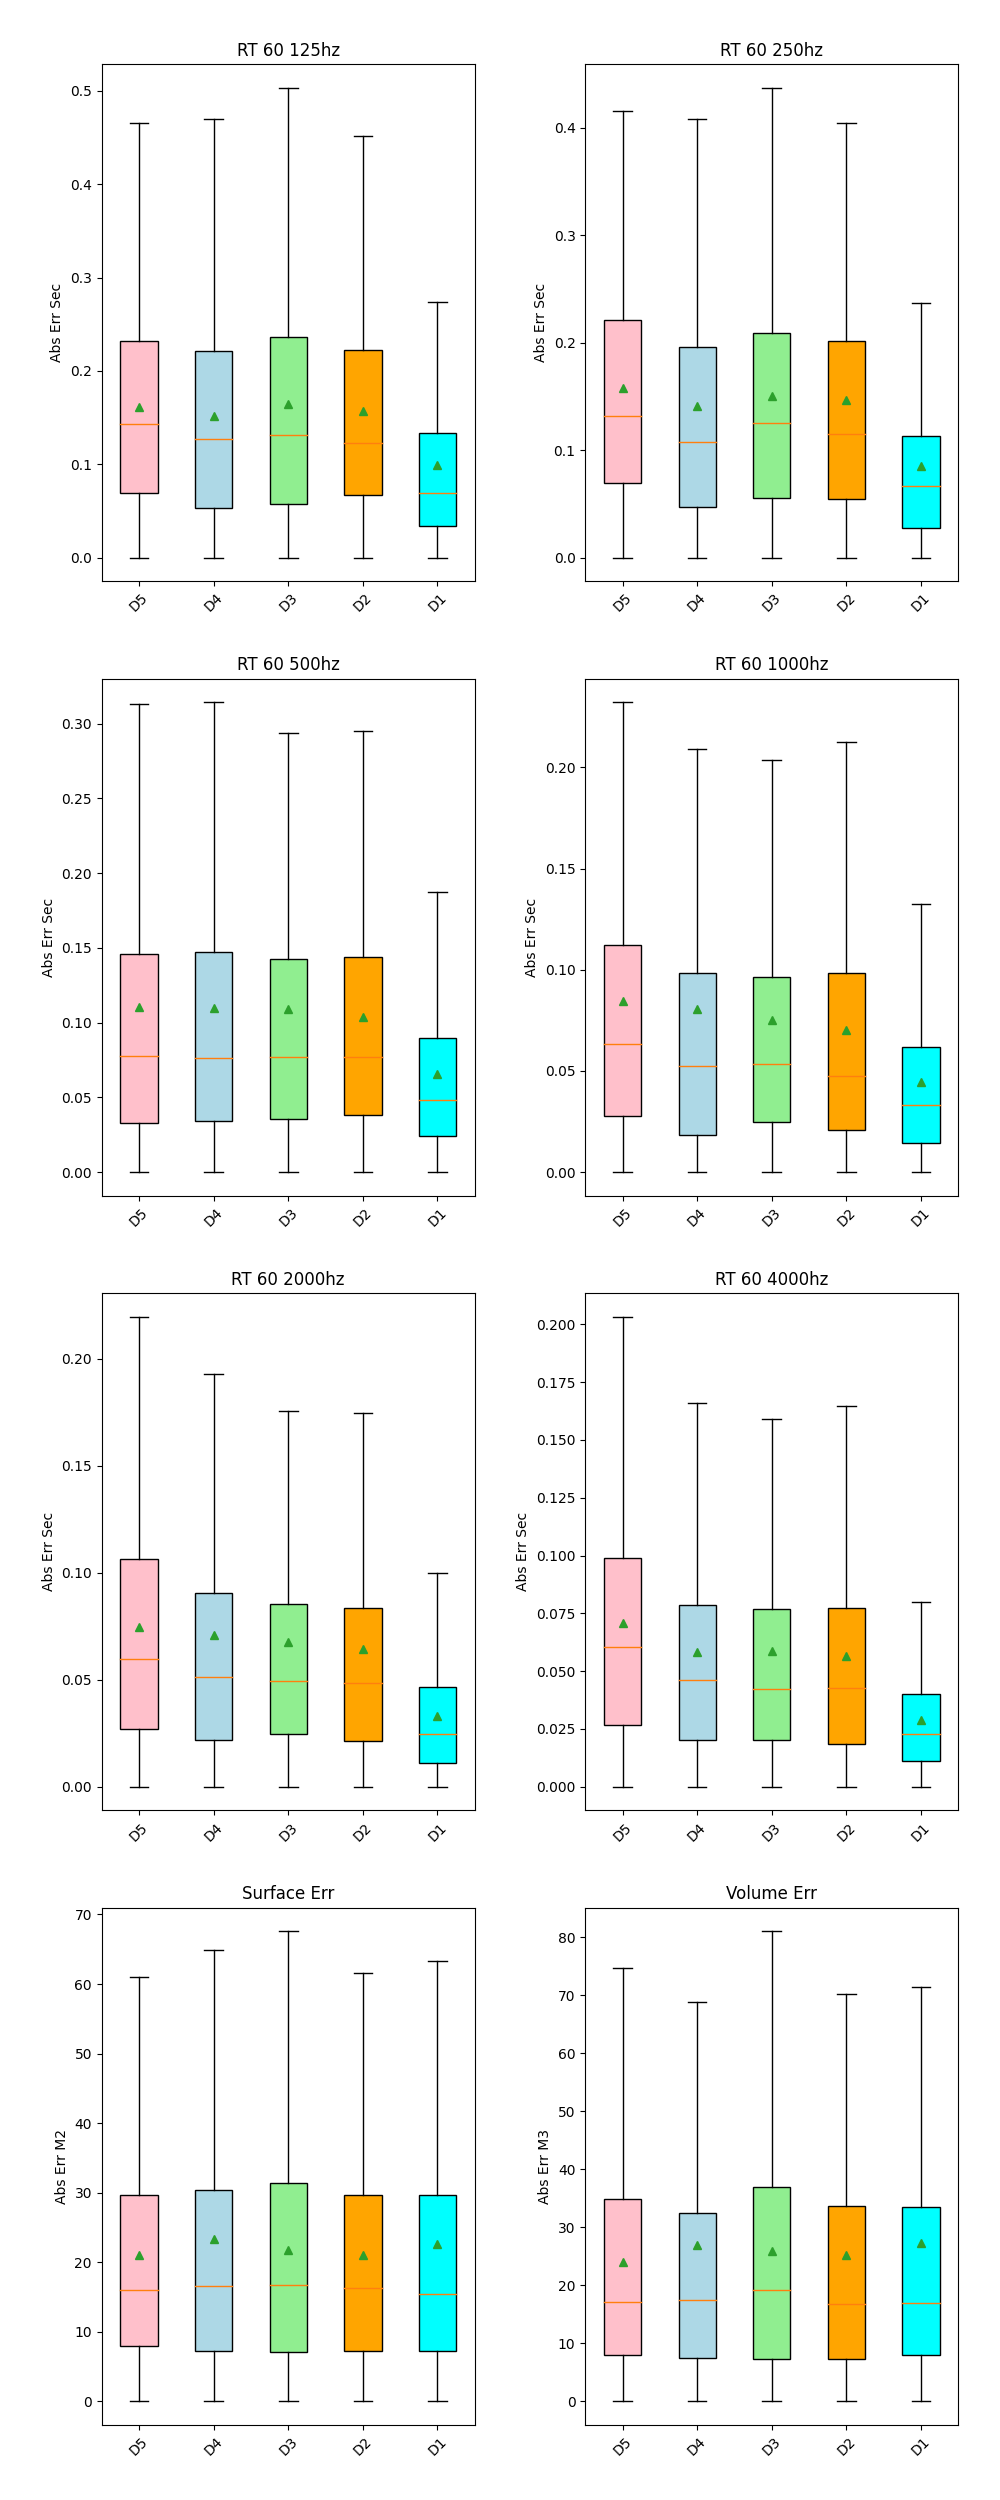 RT 60 125hz
Abs Err Sec
0.5
0.4
0.3
0.2
0.1
0.0
D5 D4 D3 D2 D1
RT 60 250hz
Abs Err Sec
0.4
0.3
0.2
0.1
0.0
D5 D4 D3 D2 D1
RT 60 500hz
Abs Err Sec
0.30
0.25
0.20
0.15
0.10
0.05
0.00
D5 D4 D3 D2 D1
RT 60 1000hz
Abs Err Sec
0.20
0.15
0.10
0.05
0.00
D5 D4 D3 D2 D1
RT 60 2000hz
Abs Err Sec
0.20
0.15
0.10
0.05
0.00
D5 D4 D3 D2 D1
RT 60 4000hz
Abs Err Sec
0.200
0.175
0.150
0.125
0.100
0.075
0.050
0.025
0.000
D5 D4 D3 D2 D1
Surface Err
Abs Err M2
70
60
50
40
30
20
10
0
D5 D4 D3 D2 D1
Volume Err
Abs Err M3
80
70
60
50
40
30
20
10
0
D5 D4 D3 D2 D1